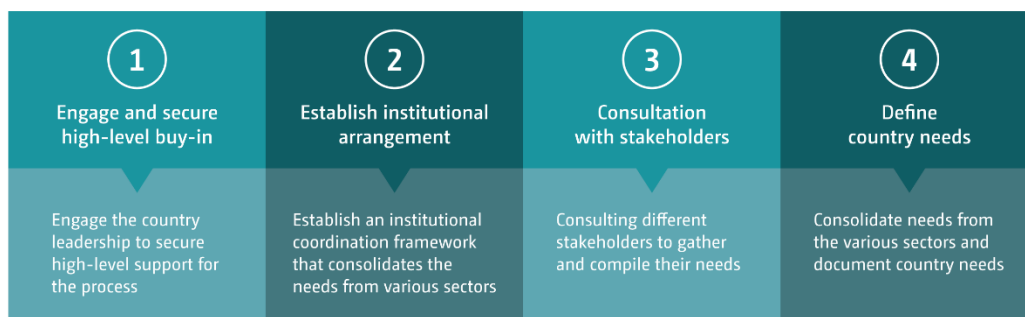 1
Engage and secure
high-level buy-in
Engage the country
leadership to secure
high-level support for
the process
2
Establish institutional
arrangement
Establish an institutional
coordination framework
that consolidates the
needs from various sectors
3
Consultation
with stakeholders
Consulting different
stakeholders to gather
and compile their needs
4
Define
country needs
Consolidate needs from
the various sectors and
document country needs